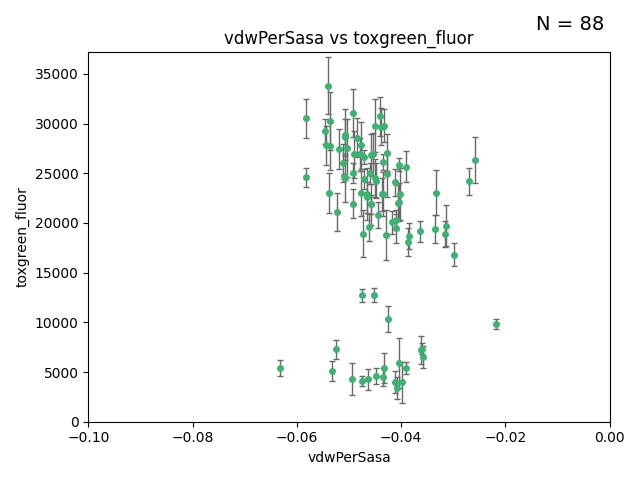 N = 88
vdwPerSasa vs toxgreen_fluor
toxgreen_fluor
35000
30000
25000
20000
15000
10000
5000
0
−0.10 −0.08 −0.06 −0.04 −0.02 0.00
vdwPerSasa